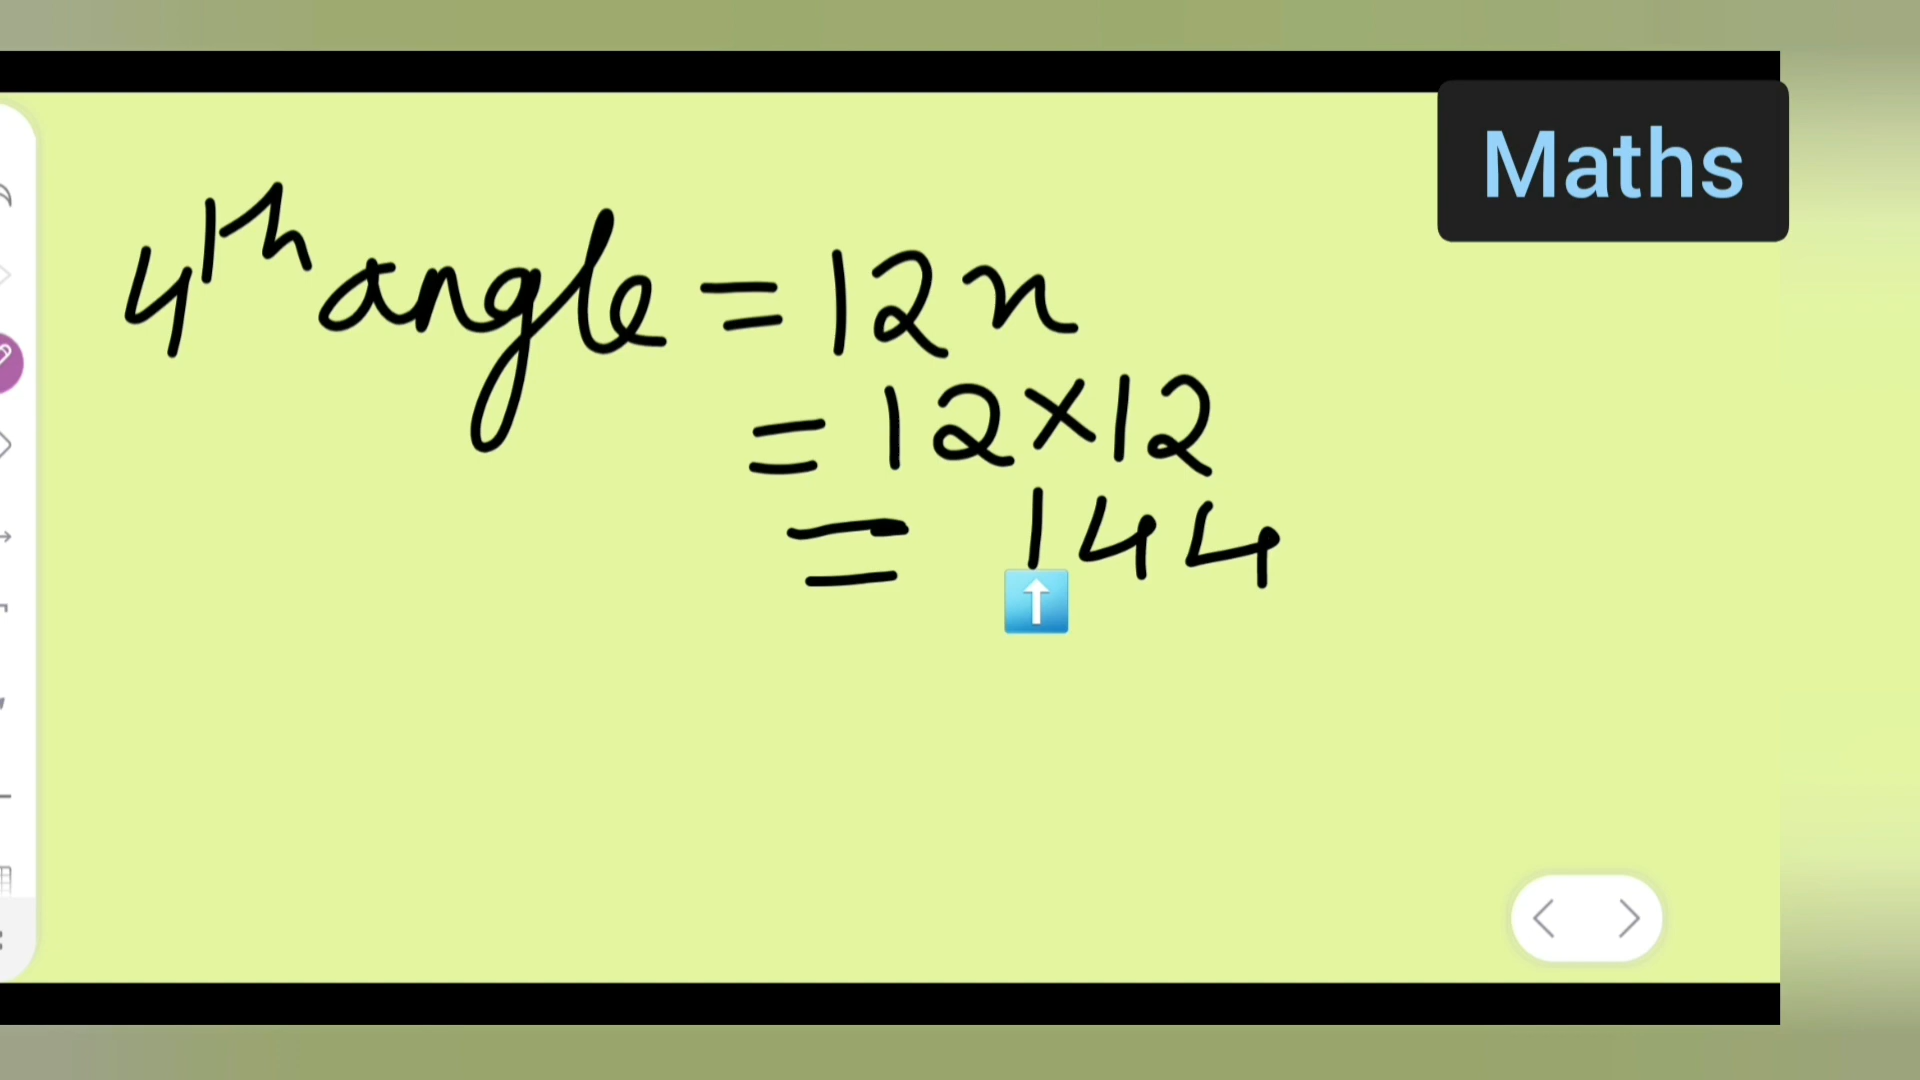 Maths
4th angle = 12x
= 12×12
= 144